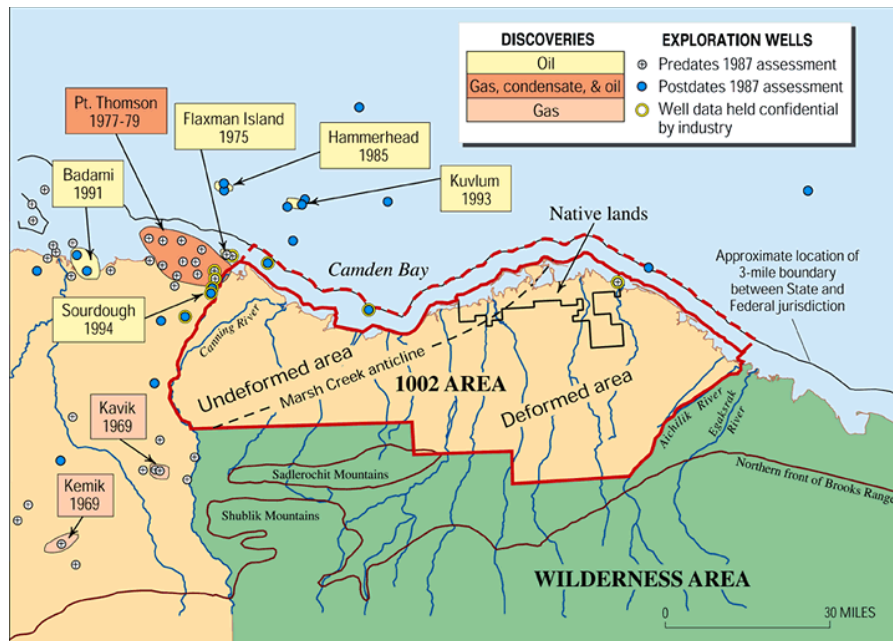 DISCOVERIES
Oil
Gas, condensate, & oil
Gas
EXPLORATION WELLS
Predates 1987 assessment
Postdates 1987 assessment
Well data held confidential
by industry
Pt. Thomson
1977-79
Flaxman Island
1975
Hammerhead
1985
Badami
1991
Kuvlum
1993
Native lands
Camden Bay
Approximate location of
3-mile boundary
between State and
Federal jurisdiction
Sourdough
1994
Canning River
Undeformed area
Marsh Creek anticline
1002 AREA
Deformed area
Aichilik River
Egaksrak
River
Kavik
1969
Sadlerochit Mountains
Northern front of Brooks Range
Kemik
1969
Shublik Mountains
WILDERNESS AREA
0
30 MILES